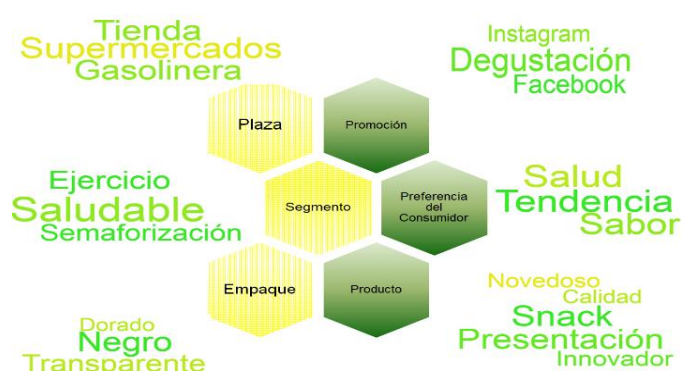 Tienda
Supermercados
Gasolinera
Instagram
Degustación
Facebook
Plaza
Promoción
Ejercicio
Saludable
Semaforización
Segmento
Preferencia
del
Consumidor
Salud
Tendencia
Sabor
Empaque
Producto
Dorado
Negro
Transparente
Novedoso
Calidad
Snack
Presentación
Innovador